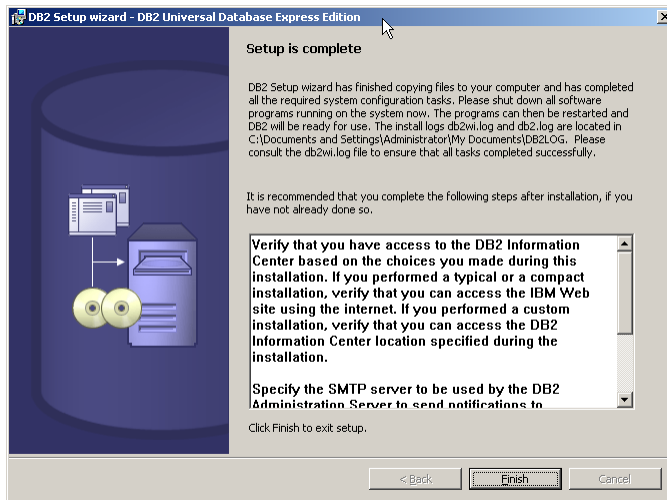 DB2 Setup wizard - DB2 Universal Database Express Edition
Setup is complete
DB2 Setup wizard has finished copying files to your computer and has completed
all the required system configuration tasks. Please shut down all software
programs running on the system now. The programs can then be restarted and
DB2 will be ready for use. The install logs db2wi.log and db2.log are located in
C:\Documents and Settings\Administrator\My Documents\DB2LOG. Please
consult the db2wi.log file to ensure that all tasks completed successfully.
It is recommended that you complete the following steps after installation, if you
have not already done so.
Verify that you have access to the DB2 Information
Center based on the choices you made during this
installation. If you performed a typical or a compact
installation, verify that you can access the IBM Web
site using the internet. If you performed a custom
installation, verify that you can access the DB2
Information Center location specified during the
installation.
Specify the SMTP server to be used by the DB2
Administration Server to send notifications to
Click Finish to exit setup.
< Back
Finish
Cancel